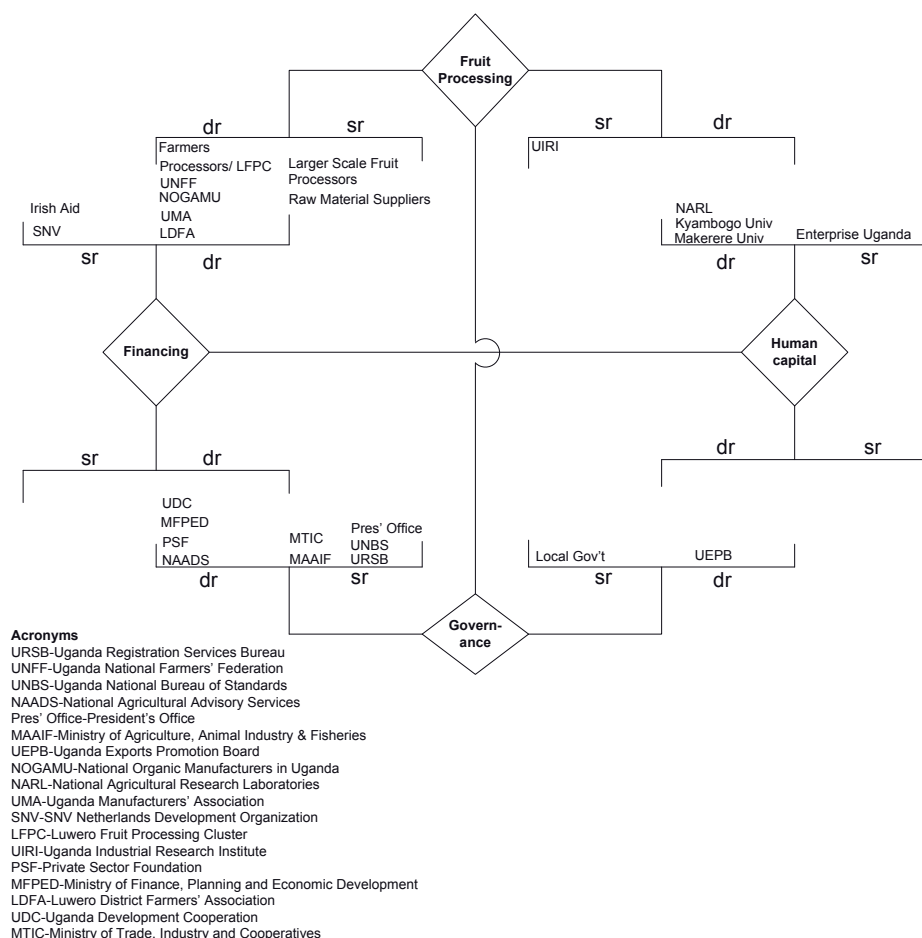 Fruit
Processing
dr
sr
sr
dr
Farmers
Processors/ LFPC
UNFF
NOGAMU
UMA
LDFA
Larger Scale Fruit
Processors
Raw Material Suppliers
UIRI
Irish Aid
SNV
NARL
Kyambogo Univ
Makerere Univ
Enterprise Uganda
sr
dr
dr
sr
Financing
Human
capital
sr
dr
dr
sr
UDC
MFPED
PSF
NAADS
MTIC
MAAIF
Pres’ Office
UNBS
URSB
Local Gov’t
UEPB
dr
sr
sr
dr
Govern-
ance
Acronyms
URSB-Uganda Registration Services Bureau
UNFF-Uganda National Farmers’ Federation
UNBS-Uganda National Bureau of Standards
NAADS-National Agricultural Advisory Services
Pres’ Office-President’s Office
MAAIF-Ministry of Agriculture, Animal Industry & Fisheries
UEPB-Uganda Exports Promotion Board
NOGAMU-National Organic Manufacturers in Uganda
NARL-National Agricultural Research Laboratories
UMA-Uganda Manufacturers’ Association
SNV-SNV Netherlands Development Organization
LFPC-Luwero Fruit Processing Cluster
UIRI-Uganda Industrial Research Institute
PSF-Private Sector Foundation
MFPED-Ministry of Finance, Planning and Economic Development
LDFA-Luwero District Farmers’ Association
UDC-Uganda Development Cooperation
MTIC-Ministry of Trade, Industry and Cooperatives